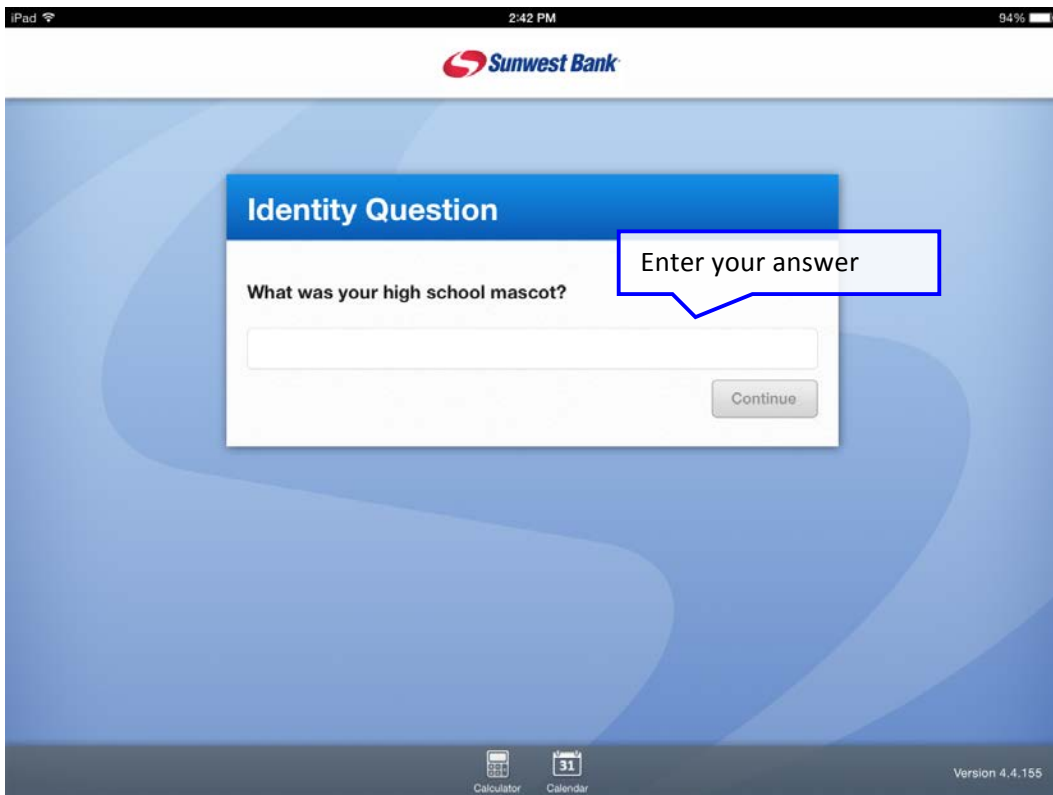 iPad 2:42 PM 94%
Sunwest Bank
Identity Question
Enter your answer
What was your high school mascot?
Continue
31
Calculator Calendar
Version 4.4.155